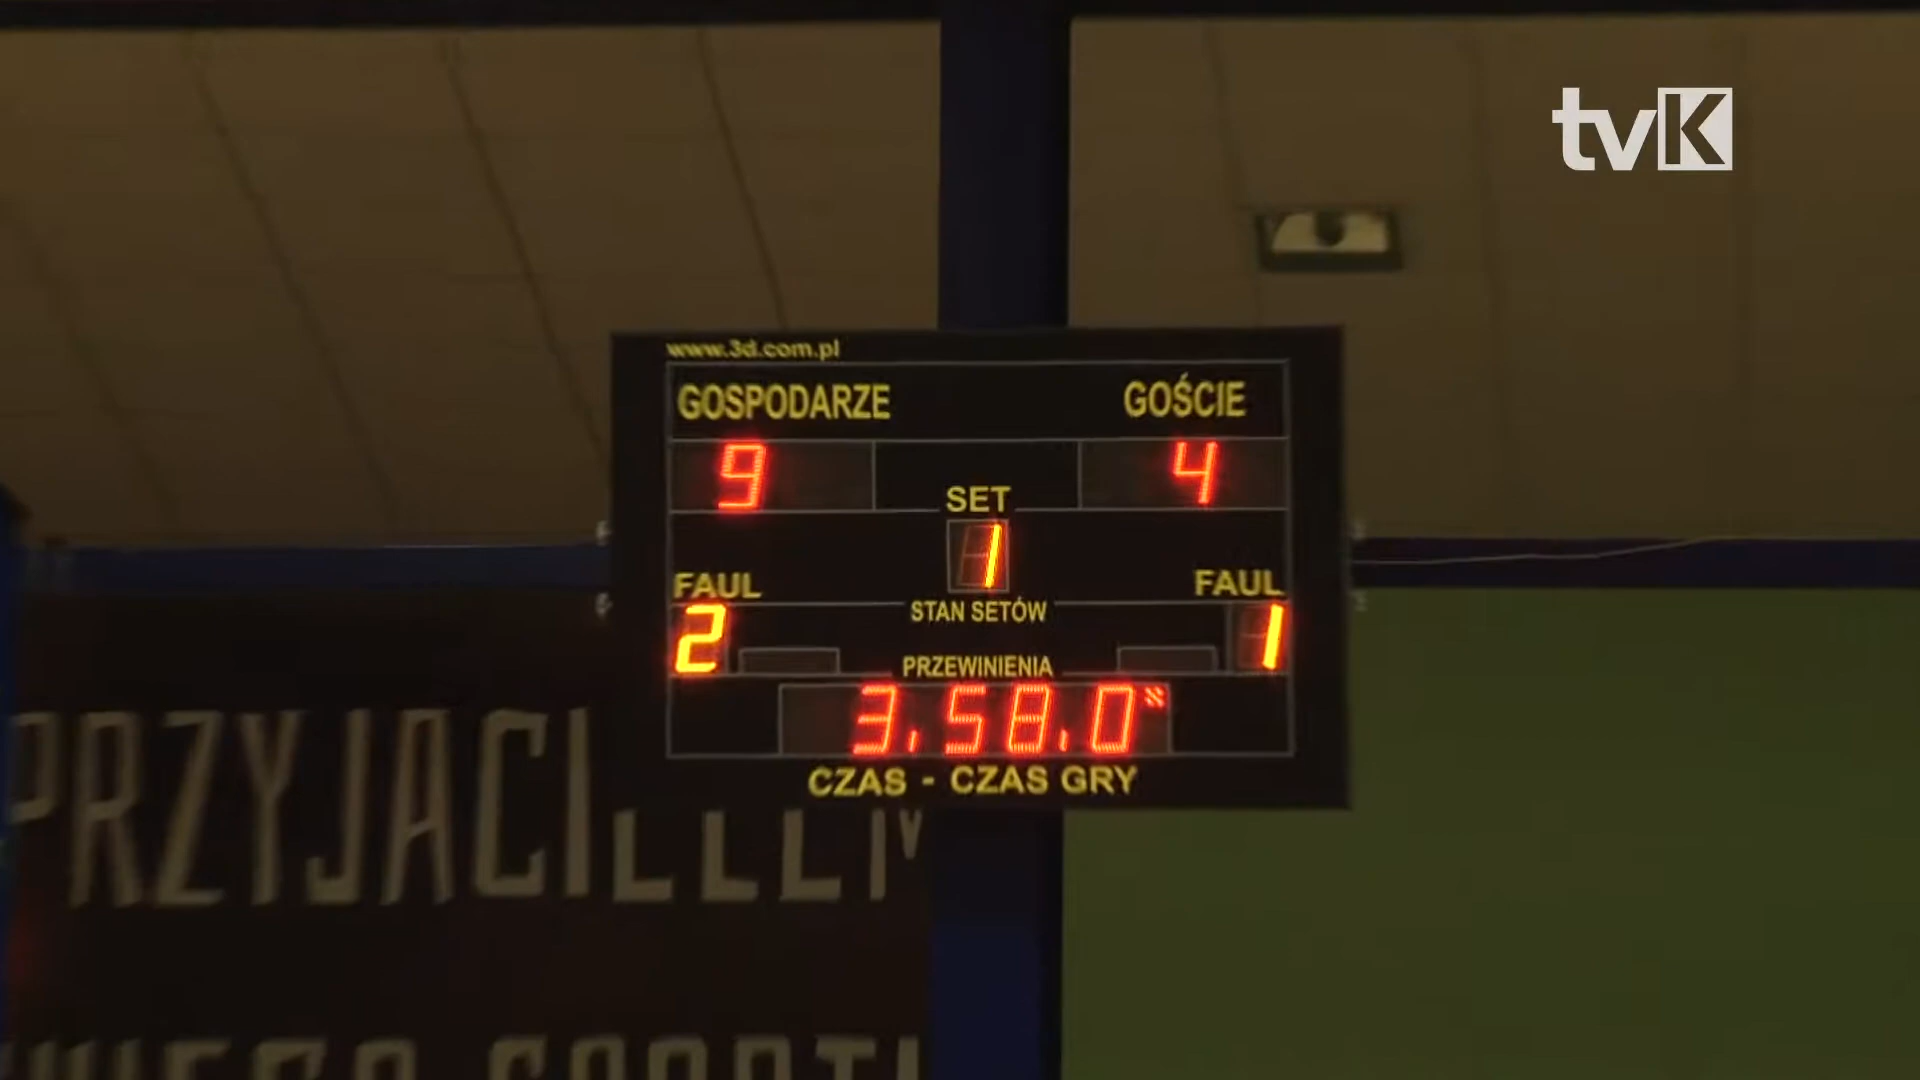 tvK
www.3d.com.pl
GOSPODARZE GOŚCIE
9 4
SET
1
FAUL FAUL
2 STAN SETÓW 1
PRZEWINIENIA
3.58.0
CZAS - CZAS GRY
PRZYJACI